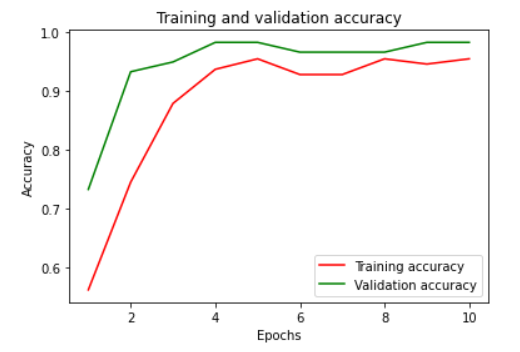 Training and validation accuracy
1.0
0.9
0.8
0.7
0.6
Accuracy
Training accuracy
Validation accuracy
2
4
6
8
10
Epochs